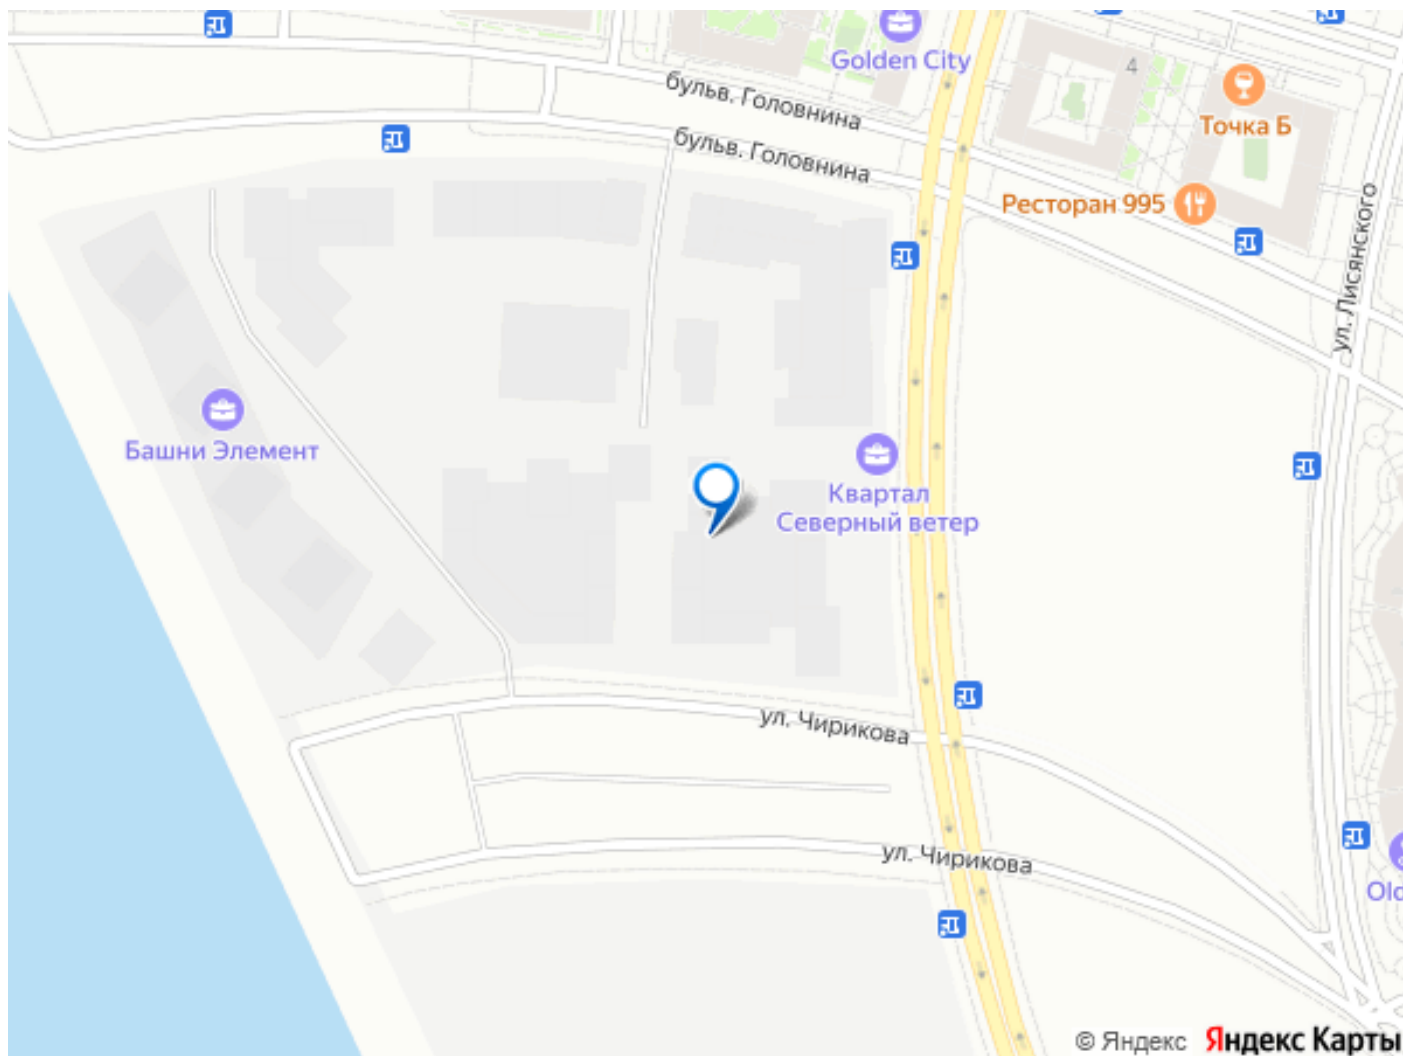 Golden City
4
бульв. Головнина
Точка Б
бульв. Головнина
Ресторан 995
ул. Лисянского
Башни Элемент
Квартал
Северный ветер
ул. Чирикова
ул. Чирикова
Old
© Яндекс Яндекс Карты